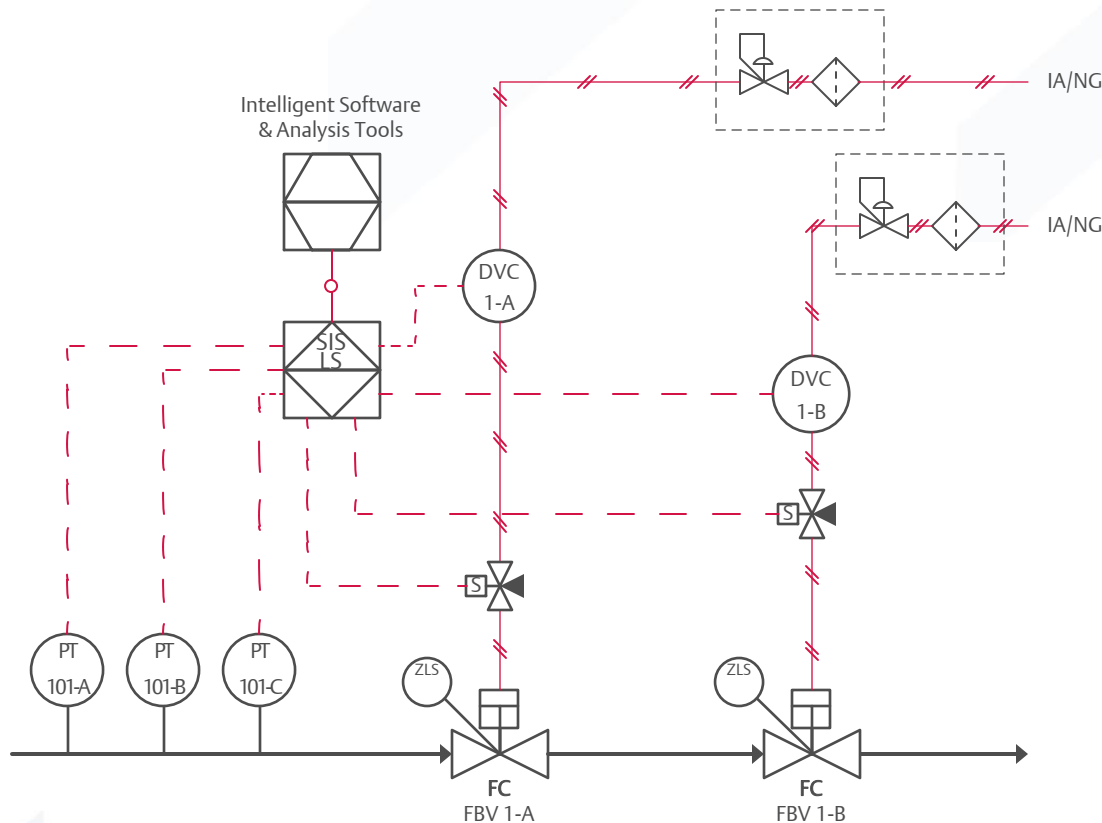 IA/NG
Intelligent Software
& Analysis Tools
IA/NG
DVC
1-A
SIS
LS
DVC
1-B
S
S
PT
101-A
PT
101-B
PT
101-C
ZLS
ZLS
FC
FBV 1-A
FC
FBV 1-B